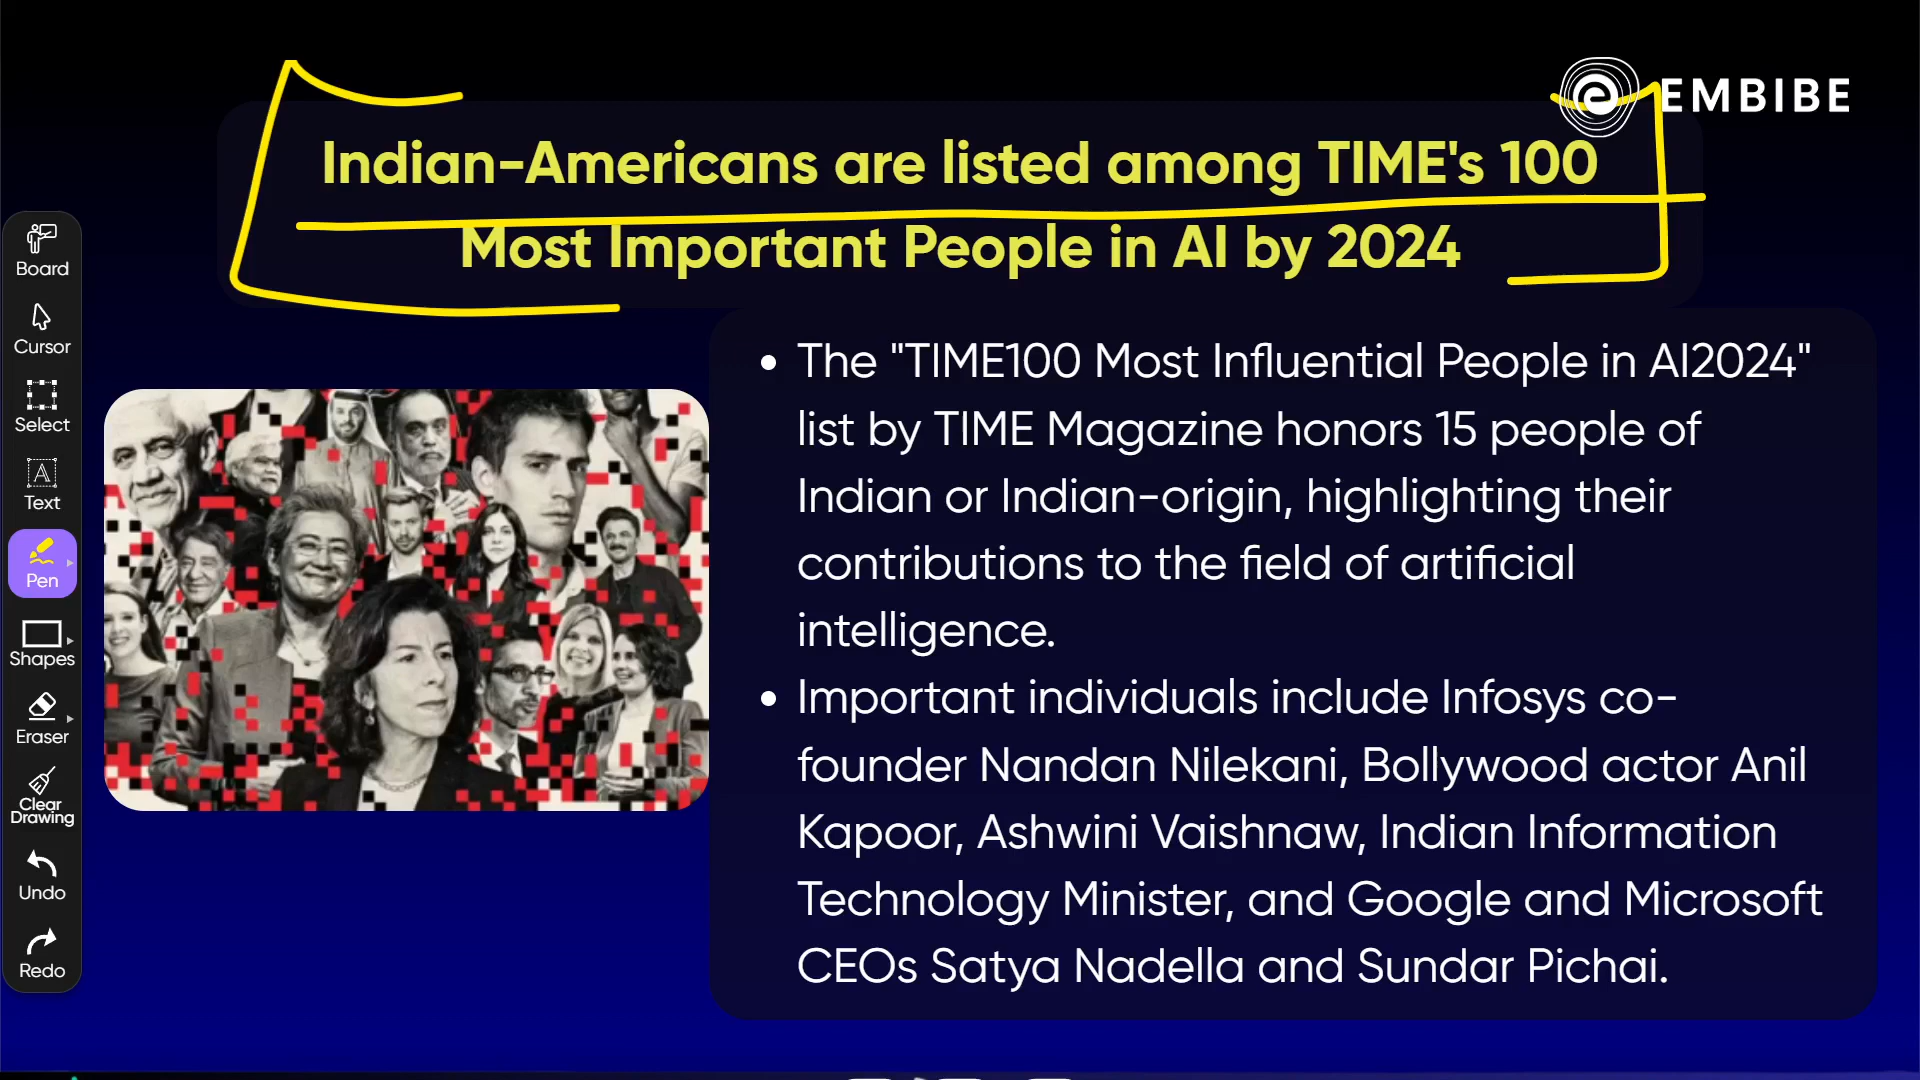 EMBIBE
Indian-Americans are listed among TIME's 100
Most Important People in AI by 2024
Board
Cursor
Select
Text
Pen
Shapes
Eraser
Clear
Drawing
Undo
Redo
• The "TIME100 Most Influential People in AI2024"
list by TIME Magazine honors 15 people of
Indian or Indian-origin, highlighting their
contributions to the field of artificial
intelligence.
• Important individuals include Infosys co-
founder Nandan Nilekani, Bollywood actor Anil
Kapoor, Ashwini Vaishnaw, Indian Information
Technology Minister, and Google and Microsoft
CEOs Satya Nadella and Sundar Pichai.